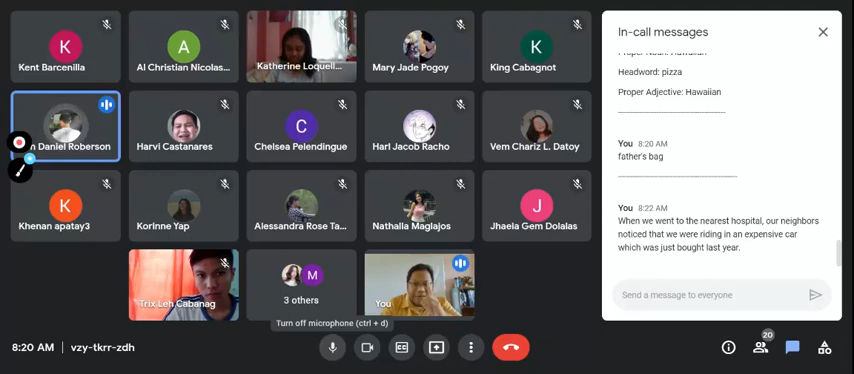 In-call messages
Proper Noun: Hawaiian
Headword: pizza
Proper Adjective: Hawaiian
You 8:20 AM
father's bag
You 8:22 AM
When we went to the nearest hospital, our neighbors
noticed that we were riding in an expensive car
which was just bought last year.
Send a message to everyone
K
Kent Barcenilla
A
Al Christian Nicolas...
Katherine Loquell...
Mary Jade Pogoy
K
King Cabagnot
m Daniel Roberson
Harvi Castanares
C
Chelsea Pelendingue
Harl Jacob Racho
Vem Chariz L. Datoy
K
Khenan apatay3
Korinne Yap
Alessandra Rose Ta...
Nathalia Maglajos
J
Jhaela Gem Dolalas
Trix Leh Cabanag
M
3 others
You
Turn off microphone (ctrl + d)
8:20 AM | vzy-tkrr-zdh
CC
20